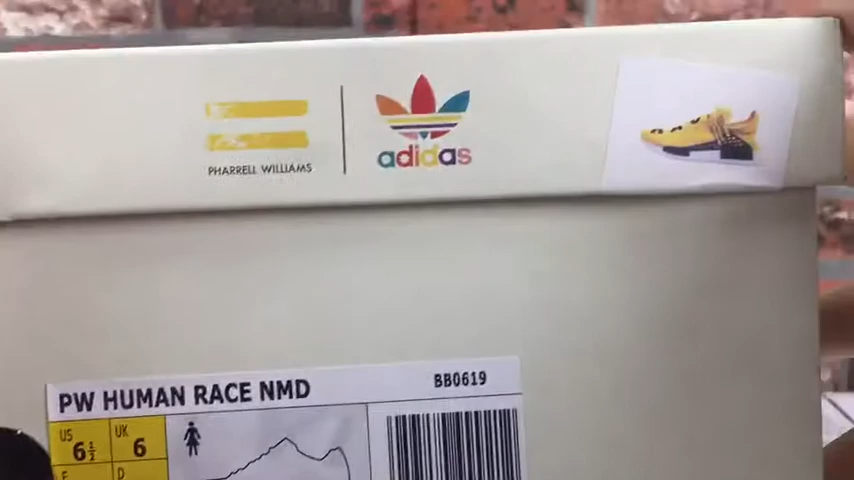 PHARRELL WILLIAMS
adidas
PW HUMAN RACE NMD BB0619
US 6½ UK 6
F D